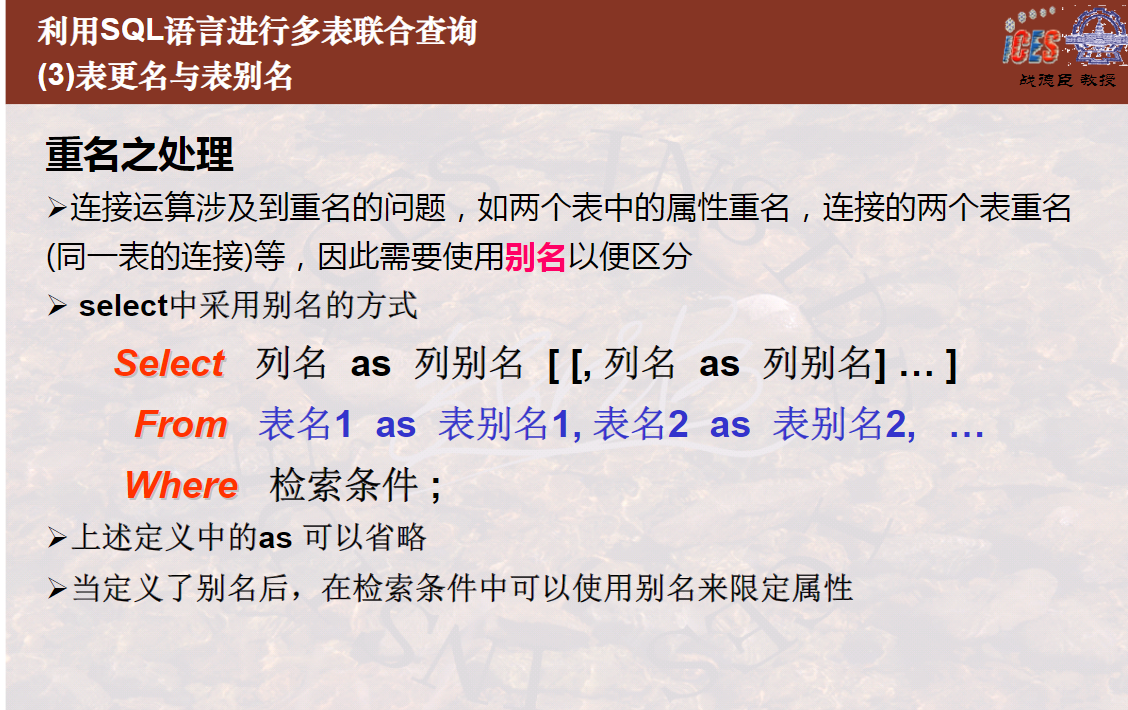 利用SQL语言进行多表联合查询
(3)表更名与表别名
iCES
战德臣 教授
重名之处理
➢连接运算涉及到重名的问题，如两个表中的属性重名，连接的两个表重名
(同一表的连接)等，因此需要使用别名以便区分
➢ select中采用别名的方式
Select 列名 as 列别名 [ [, 列名 as 列别名] … ]
From 表名1 as 表别名1, 表名2 as 表别名2, …
Where 检索条件 ;
➢上述定义中的as 可以省略
➢当定义了别名后，在检索条件中可以使用别名来限定属性